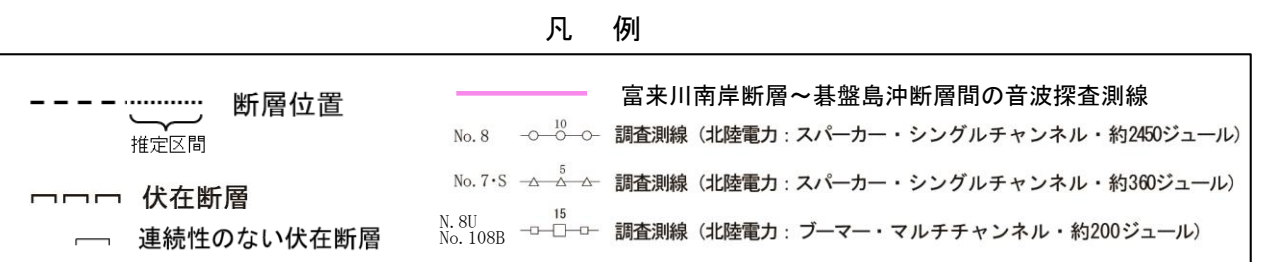 凡 例
断層位置
推定区間
伏在断層
連続性のない伏在断層
富来川南岸断層～碁盤島沖断層間の音波探査測線
No. 8 10 調査測線（北陸電力：スパーカー・シングルチャンネル・約2450ジュール）
No. 7・S 5 調査測線（北陸電力：スパーカー・シングルチャンネル・約360ジュール）
N. 8U
No. 108B 15 調査測線（北陸電力：ブーマー・マルチチャンネル・約200ジュール）